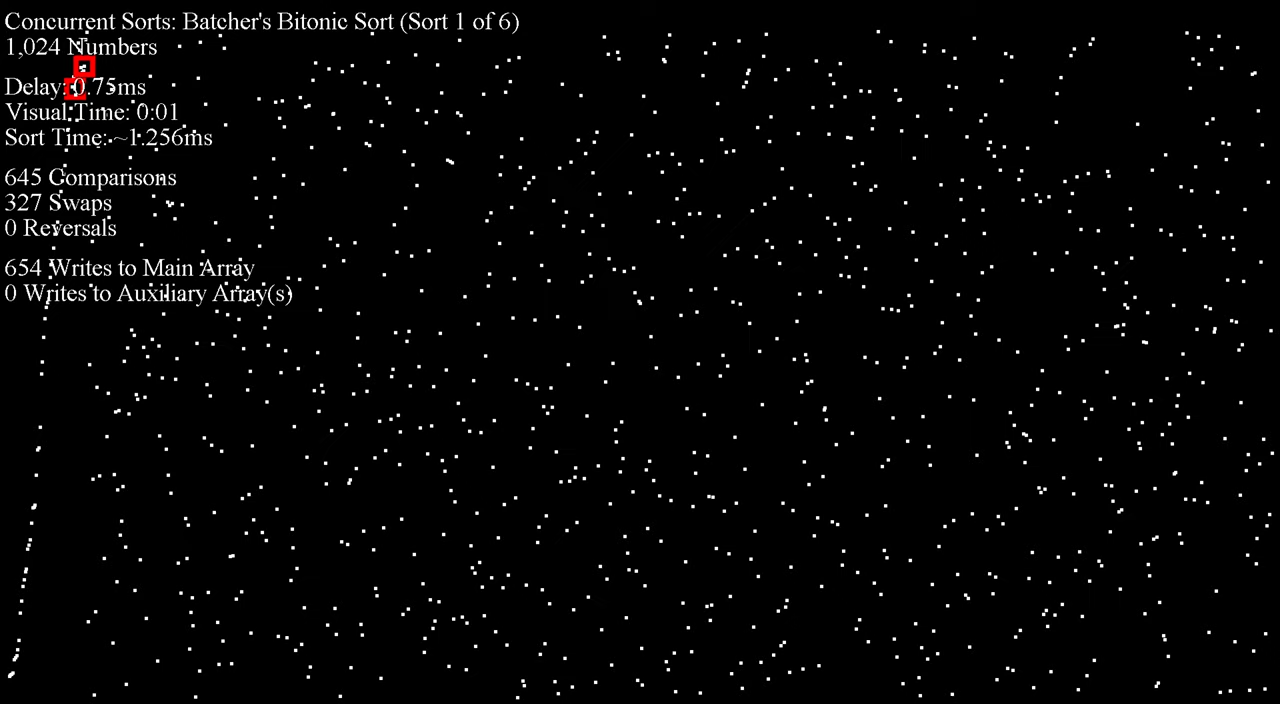 Concurrent Sorts: Batcher's Bitonic Sort (Sort 1 of 6)
1,024 Numbers
Delay: 0.75ms
Visual Time: 0:01
Sort Time: ~1.256ms
645 Comparisons
327 Swaps
0 Reversals
654 Writes to Main Array
0 Writes to Auxiliary Array(s)